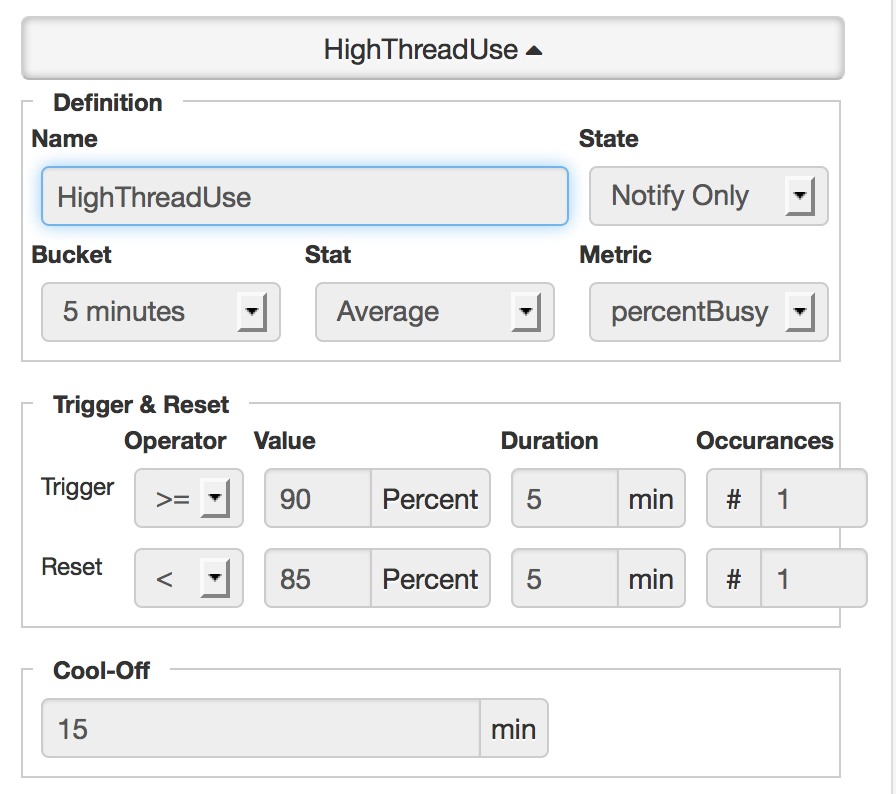 HighThreadUse
Definition
Name State
HighThreadUse Notify Only
Bucket Stat Metric
5 minutes Average percentBusy
Trigger & Reset
Operator Value Duration Occurances
Trigger >= 90 Percent 5 min # 1
Reset < 85 Percent 5 min # 1
Cool-Off
15 min